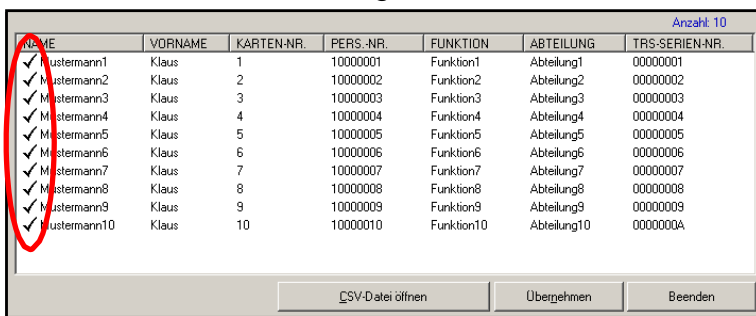 Anzahl: 10
NAME VORNAME KARTEN-NR. PERS.-NR. FUNKTION ABTEILUNG TRS-SERIEN-NR.
Mustermann1 Klaus 1 10000001 Funktion1 Abteilung1 00000001
Mustermann2 Klaus 2 10000002 Funktion2 Abteilung2 00000002
Mustermann3 Klaus 3 10000003 Funktion3 Abteilung3 00000003
Mustermann4 Klaus 4 10000004 Funktion4 Abteilung4 00000004
Mustermann5 Klaus 5 10000005 Funktion5 Abteilung5 00000005
Mustermann6 Klaus 6 10000006 Funktion6 Abteilung6 00000006
Mustermann7 Klaus 7 10000007 Funktion7 Abteilung7 00000007
Mustermann8 Klaus 8 10000008 Funktion8 Abteilung8 00000008
Mustermann9 Klaus 9 10000009 Funktion9 Abteilung9 00000009
Mustermann10 Klaus 10 10000010 Funktion10 Abteilung10 0000000A
CSV-Datei öffnen Übernehmen Beenden